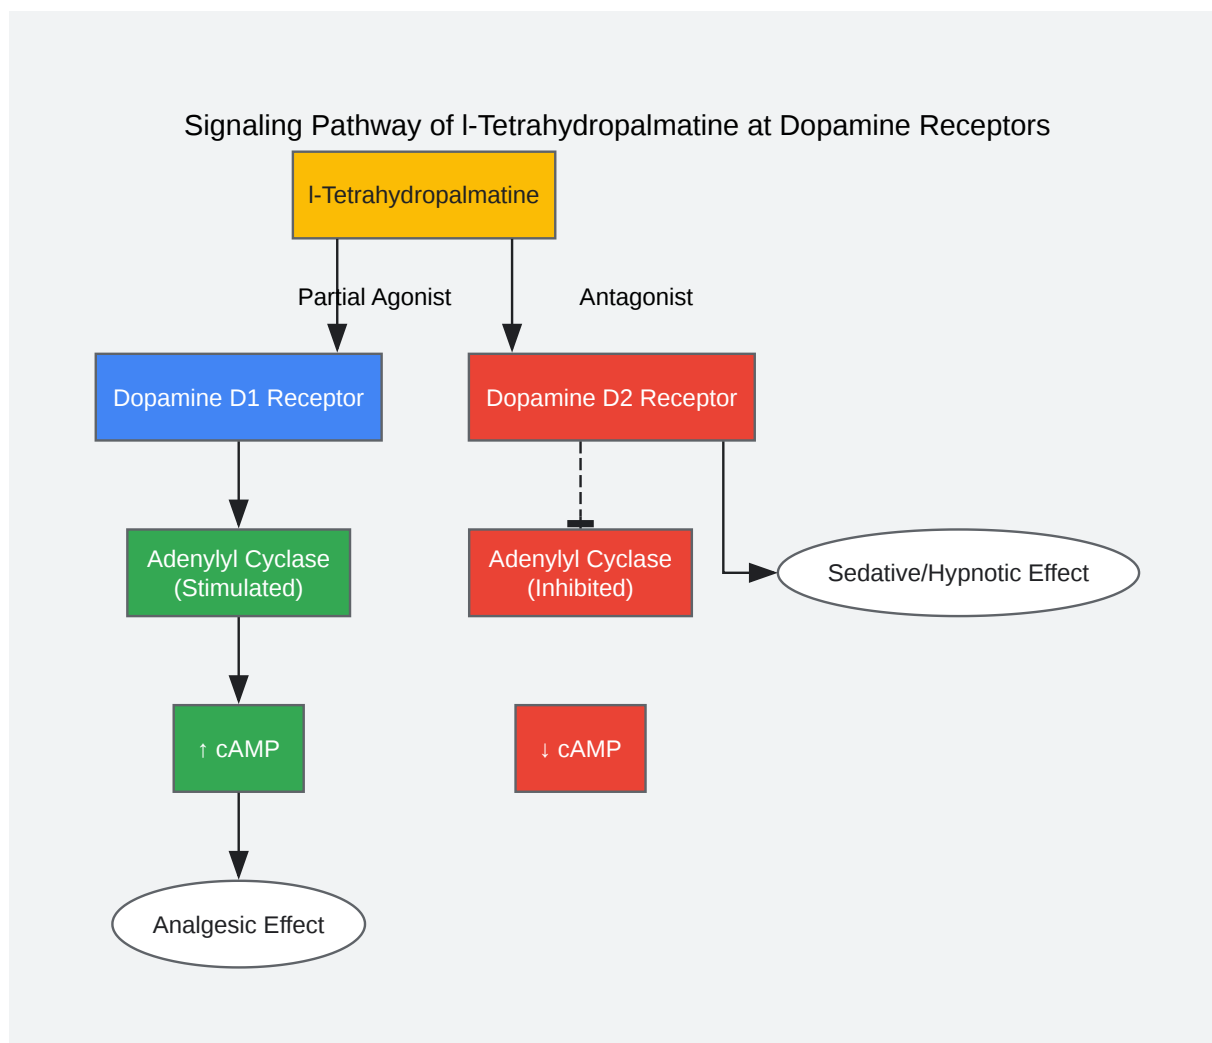 Signaling Pathway of l-Tetrahydropalmatine at Dopamine Receptors
l-Tetrahydropalmatine
Partial Agonist
Antagonist
Dopamine D1 Receptor
Dopamine D2 Receptor
Adenylyl Cyclase
(Stimulated)
Adenylyl Cyclase
(Inhibited)
Sedative/Hypnotic Effect
↑ cAMP
↓ cAMP
Analgesic Effect